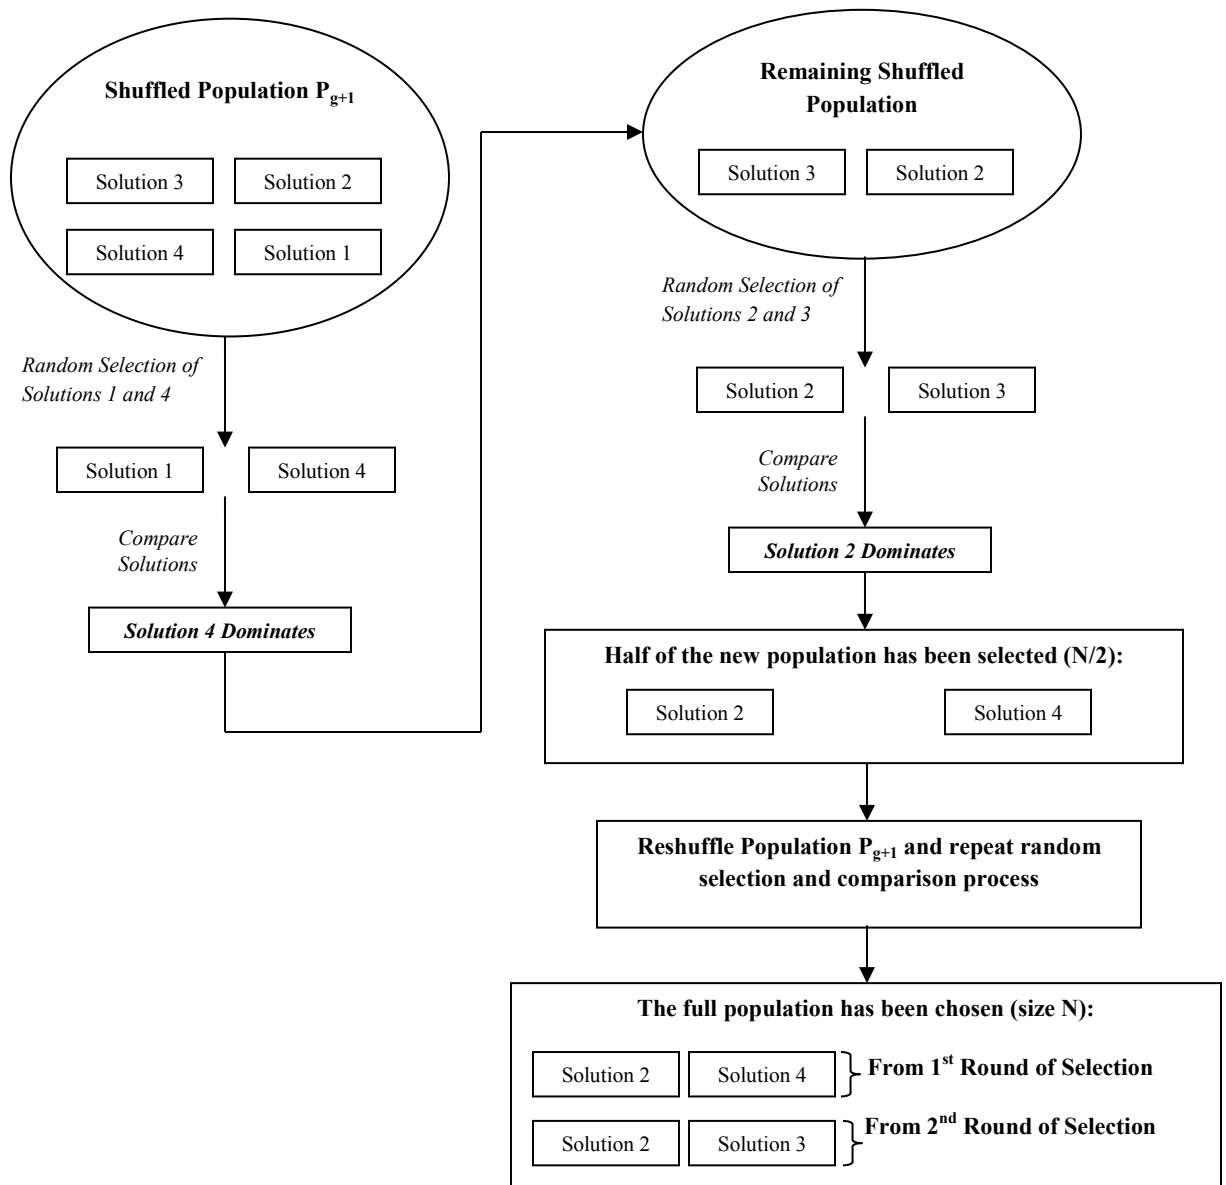 Shuffled Population Pg+1
Solution 3
Solution 2
Solution 4
Solution 1
Random Selection of
Solutions 1 and 4
Solution 1
Solution 4
Compare
Solutions
Solution 4 Dominates
Remaining Shuffled
Population
Solution 3
Solution 2
Random Selection of
Solutions 2 and 3
Solution 2
Solution 3
Compare
Solutions
Solution 2 Dominates
Half of the new population has been selected (N/2):
Solution 2
Solution 4
Reshuffle Population Pg+1 and repeat random
selection and comparison process
The full population has been chosen (size N):
Solution 2
Solution 4
From 1st Round of Selection
Solution 2
Solution 3
From 2nd Round of Selection